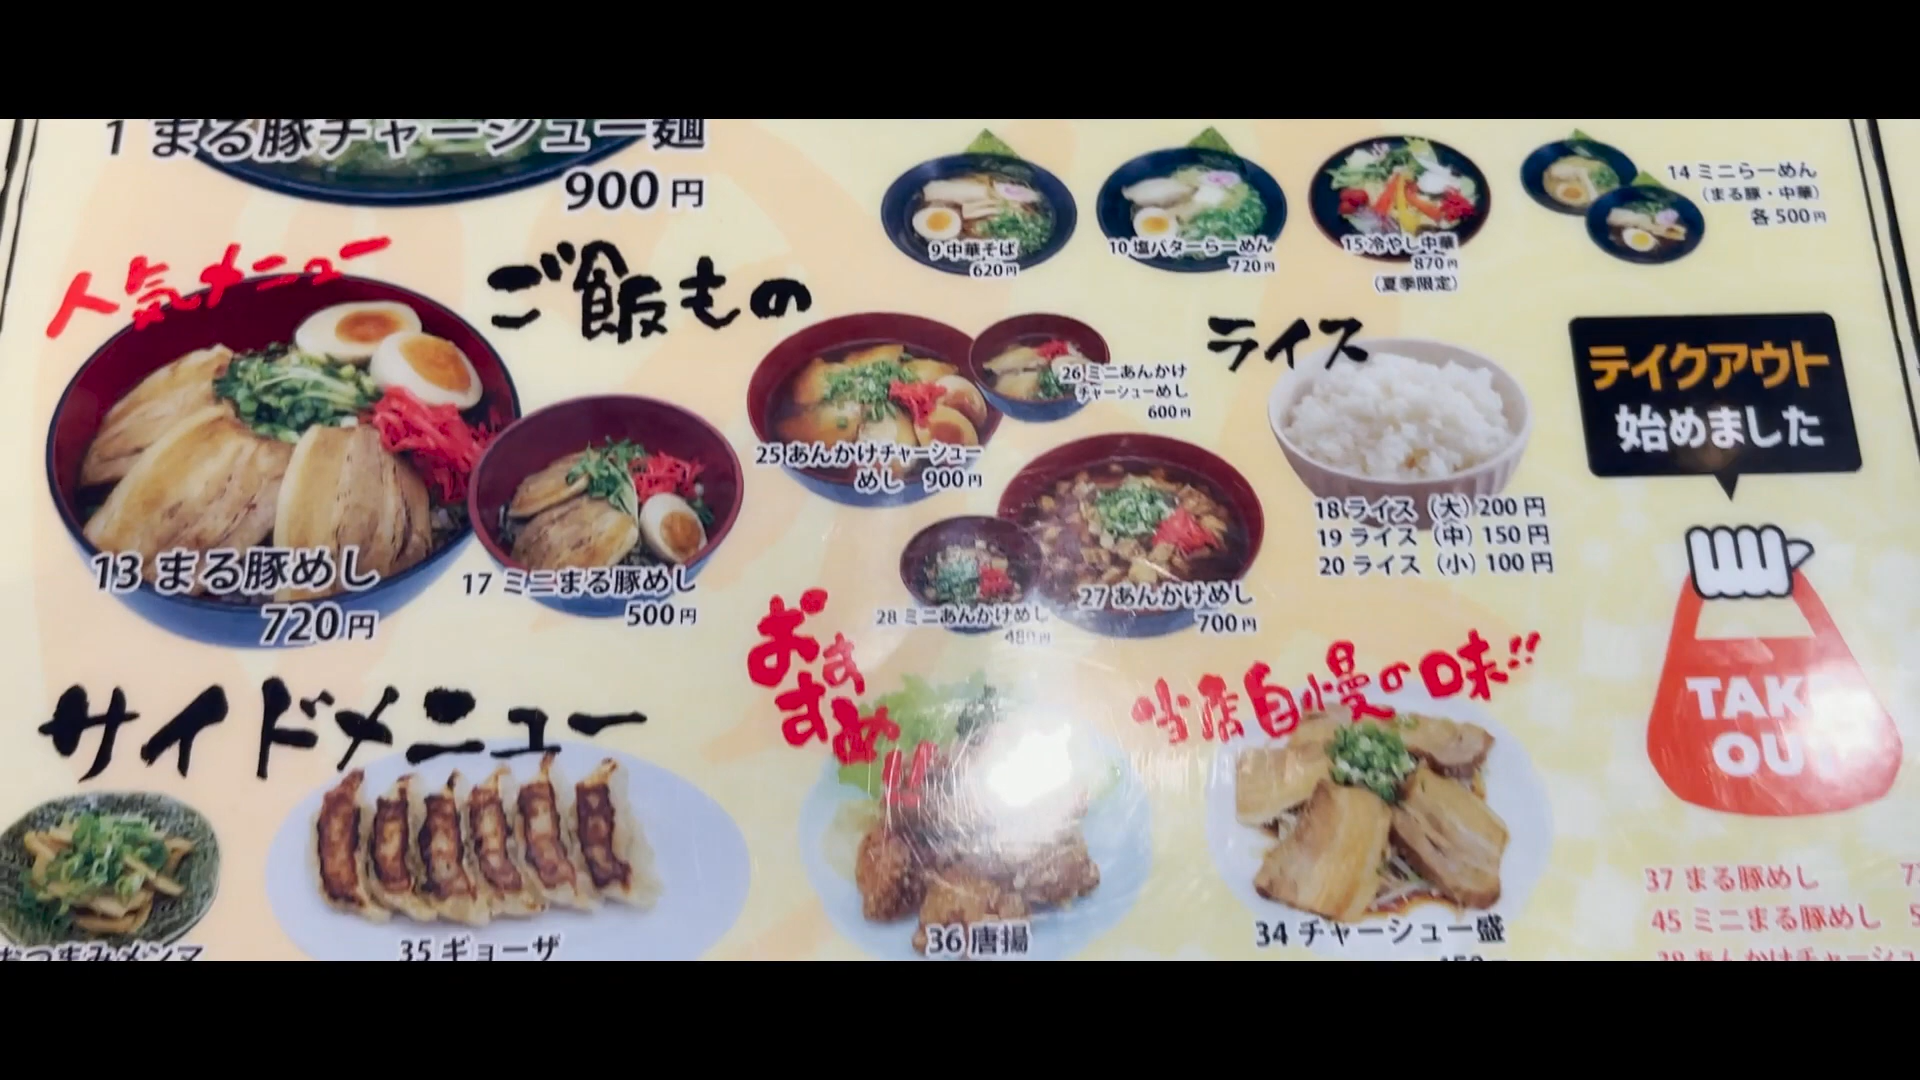 1 まる豚チャーシュー麺
900円
9 中華そば
620円
10 塩バターらーめん
720円
15 冷やし中華
870円
(夏季限定)
14 ミニらーめん
(まる豚・中華)
各 500円
人気メニュー
ご飯もの
13 まる豚めし
720円
17 ミニまる豚めし
500円
25 あんかけチャーシュー
めし 900円
26 ミニあんかけ
チャーシューめし
600円
28 ミニあんかけめし
480円
27 あんかけめし
700円
ライス
18 ライス (大) 200円
19 ライス (中) 150円
20 ライス (小) 100円
テイクアウト
始めました
サイドメニュー
おつまみメンマ
35 ギョーザ
おすすめ!!
36 唐揚
当店自慢の味!!
34 チャーシュー盛
37 まる豚めし
45 ミニまる豚めし